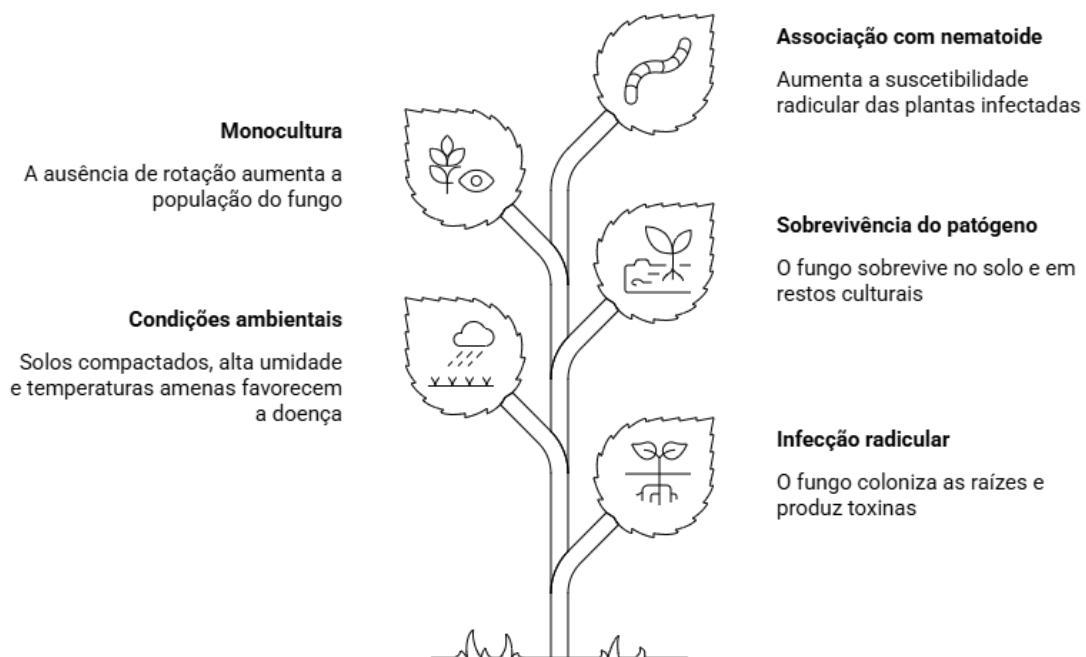 Associação com nematoide
Aumenta a suscetibilidade
radicular das plantas infectadas
Monocultura
A ausência de rotação aumenta a
população do fungo
Sobrevivência do patógeno
O fungo sobrevive no solo e em
restos culturais
Condições ambientais
Solos compactados, alta umidade
e temperaturas amenas favorecem
a doença
Infecção radicular
O fungo coloniza as raízes e
produz toxinas